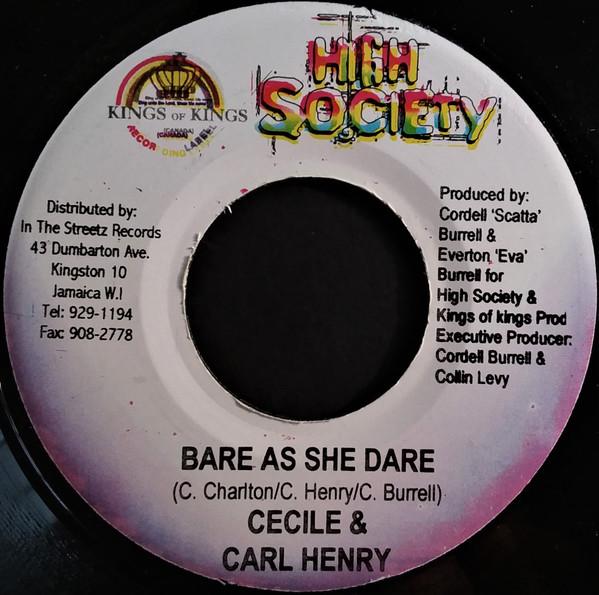 HIGH
SOCIETY
KINGS OF KINGS
(CANADA)
RECORDING LABEL
Distributed by:
In The Streetz Records
43 Dumbarton Ave.
Kingston 10
Jamaica W.I
Tel: 929-1194
Fax: 908-2778
Produced by:
Cordell 'Scatta'
Burrell &
Everton 'Eva'
Burrell for
High Society &
Kings of kings Prod
Executive Producer:
Cordell Burrell &
Collin Levy
BARE AS SHE DARE
(C. Charlton/C. Henry/C. Burrell)
CECILE &
CARL HENRY